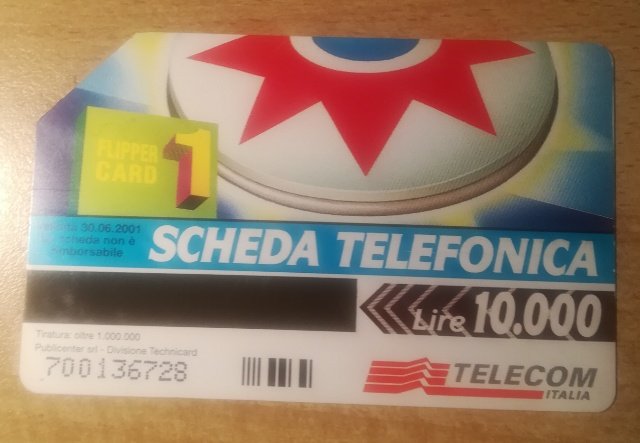 FLIPPER
CARD 1
30.06.2001
scheda non è
SCHEDA TELEFONICA
Lire 10.000
Tiratura: oltre 1.000.000
Publicenter srl - Divisione Technicard
700136728
TELECOM
ITALIA